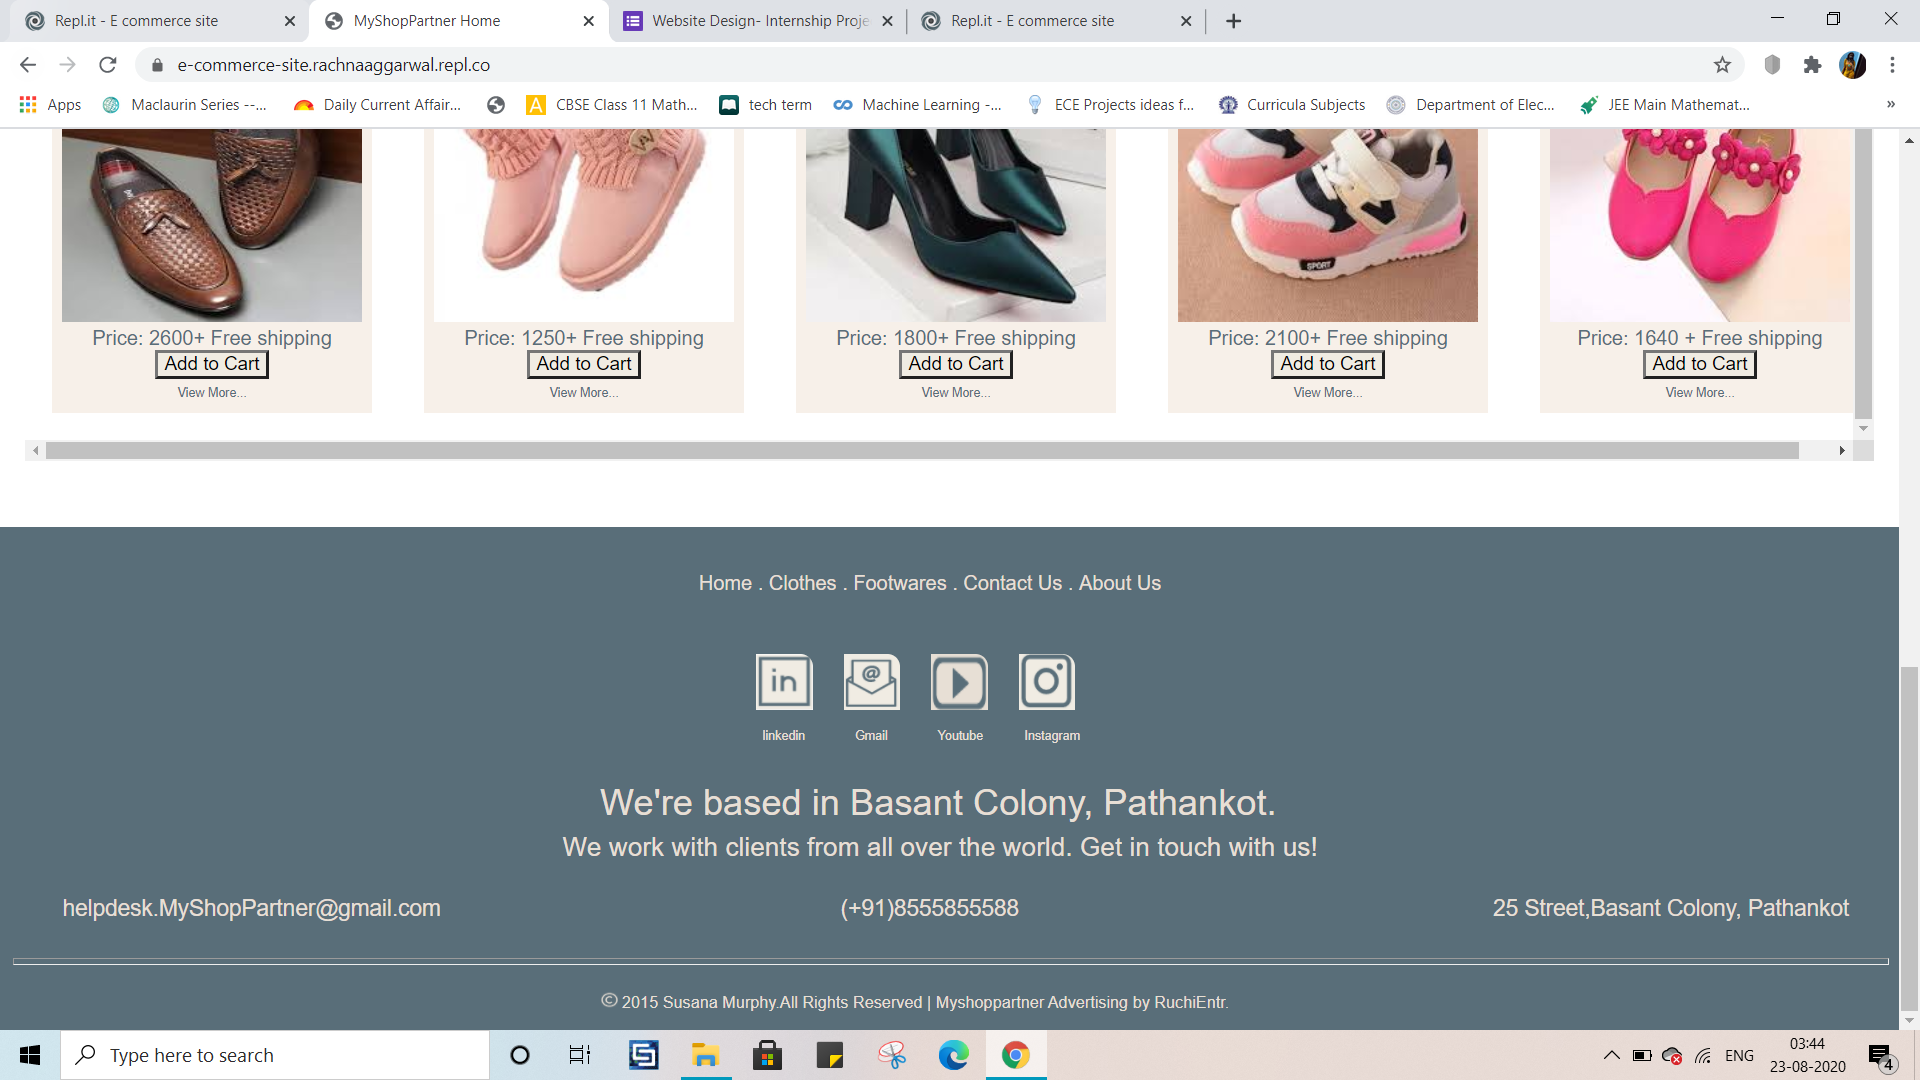 Repl.it - E commerce site
MyShopPartner Home
Website Design- Internship Proje
Repl.it - E commerce site
e-commerce-site.rachnaaggarwal.repl.co
Apps
Maclaurin Series --...
Daily Current Affair...
A
CBSE Class 11 Math...
tech term
Machine Learning -...
ECE Projects ideas f...
Curricula Subjects
Department of Elec...
JEE Main Mathemat...
»
SPORT
Price: 2600+ Free shipping
Add to Cart
View More...
Price: 1250+ Free shipping
Add to Cart
View More...
Price: 1800+ Free shipping
Add to Cart
View More...
Price: 2100+ Free shipping
Add to Cart
View More...
Price: 1640 + Free shipping
Add to Cart
View More...
Home . Clothes . Footwares . Contact Us . About Us
in
@
linkedin
Gmail
Youtube
Instagram
We're based in Basant Colony, Pathankot.
We work with clients from all over the world. Get in touch with us!
helpdesk.MyShopPartner@gmail.com
(+91)8555855588
25 Street,Basant Colony, Pathankot
© 2015 Susana Murphy.All Rights Reserved | Myshoppartner Advertising by RuchiEntr.
Type here to search
S
ENG
03:44
23-08-2020
4